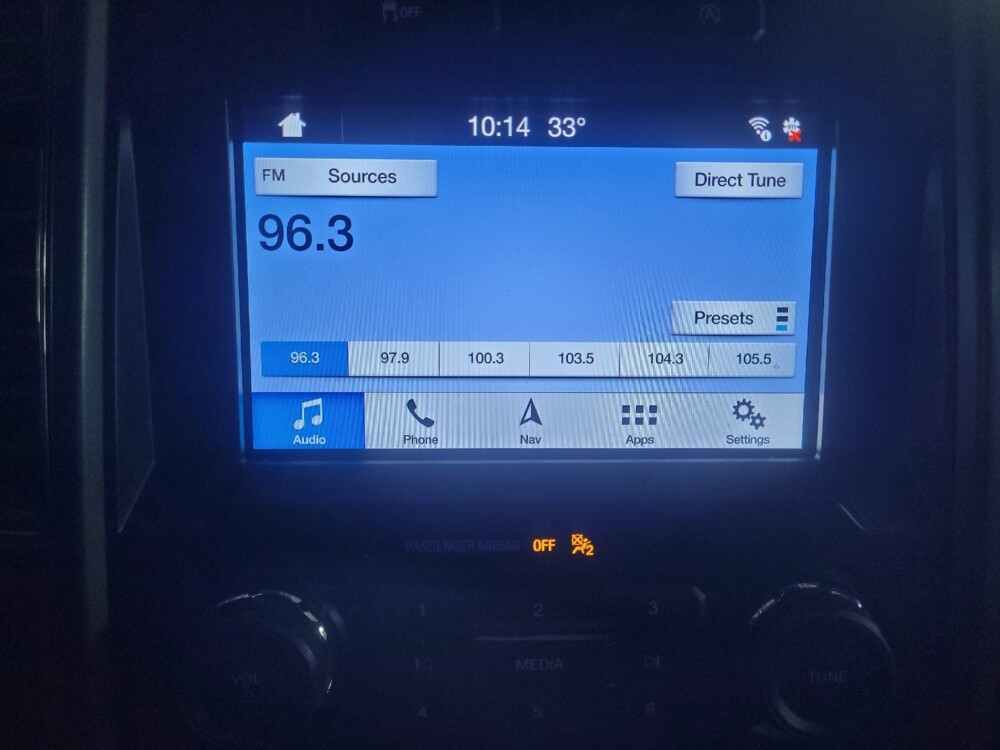 OFF
10:14 33°
FM Sources Direct Tune
96.3
Presets
96.3 97.9 100.3 103.5 104.3 105.5
Audio Phone Nav Apps Settings
PASSENGER AIRBAG OFF 2
1 2 3
VOL MEDIA TUNE
4 5 6